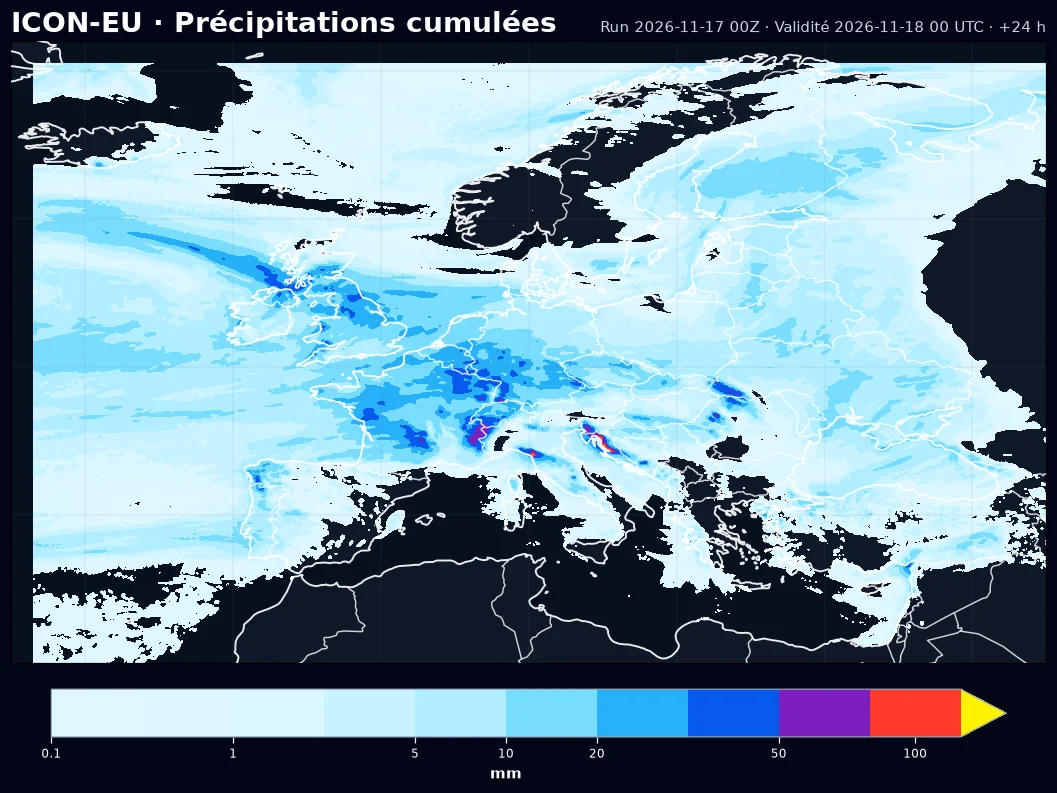 ICON-EU · Précipitations cumulées
Run 2026-11-17 00Z · Validité 2026-11-18 00 UTC · +24 h
0.1 1 5 10 20 50 100
mm